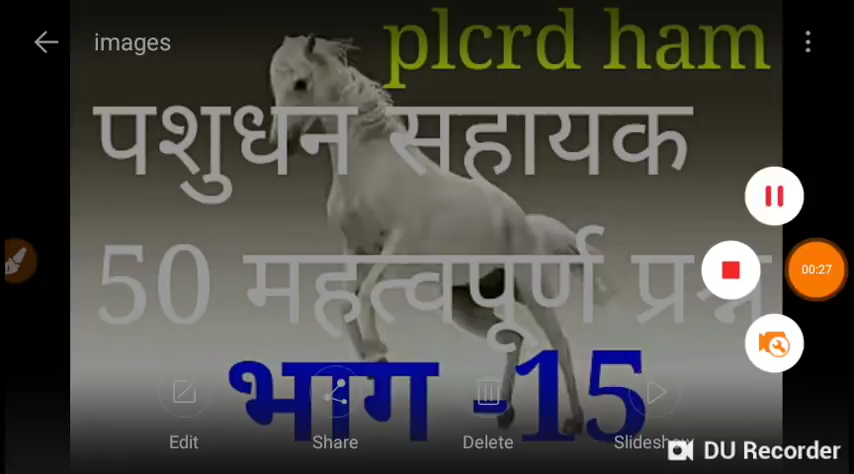 images
plcrd ham
पशुधन सहायक
50 महत्वपूर्ण प्रश्न
00:27
भाग -15
Edit
Share
Delete
Slideshow
DU Recorder